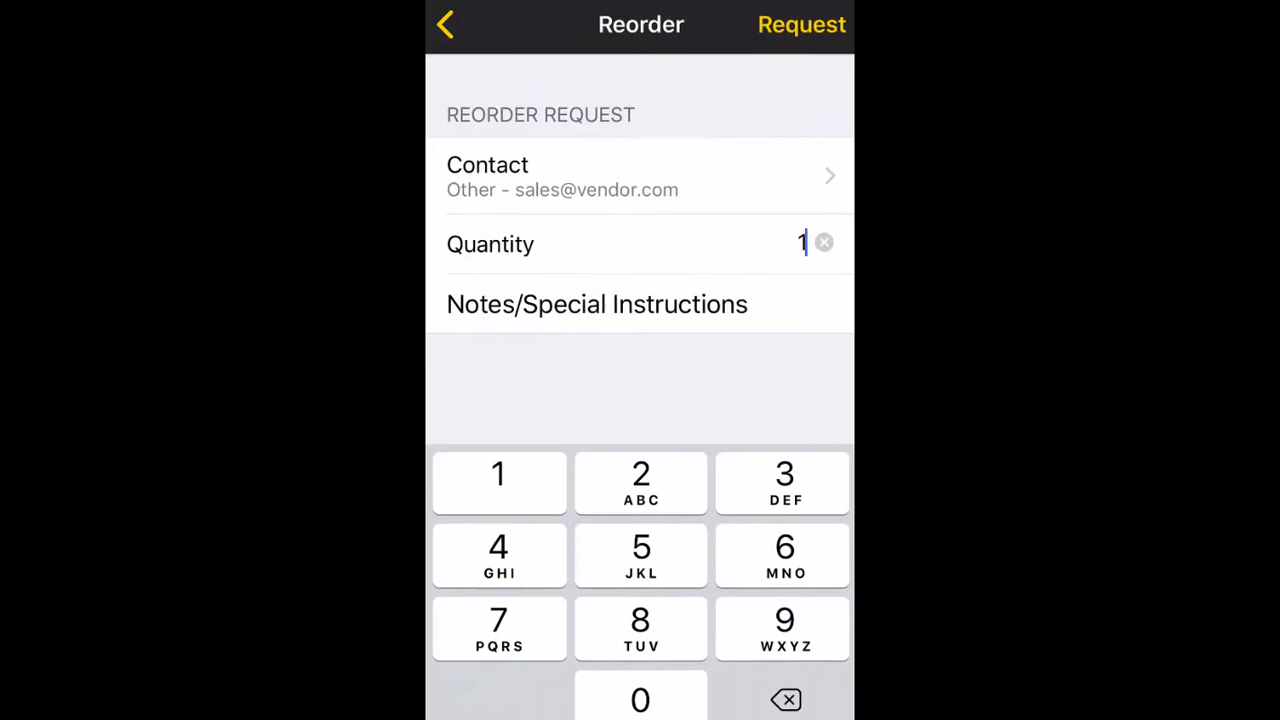 Reorder
Request
REORDER REQUEST
Contact
Other - sales@vendor.com
Quantity
1
Notes/Special Instructions
1
2
ABC
3
DEF
4
GHI
5
JKL
6
MNO
7
PQRS
8
TUV
9
WXYZ
0